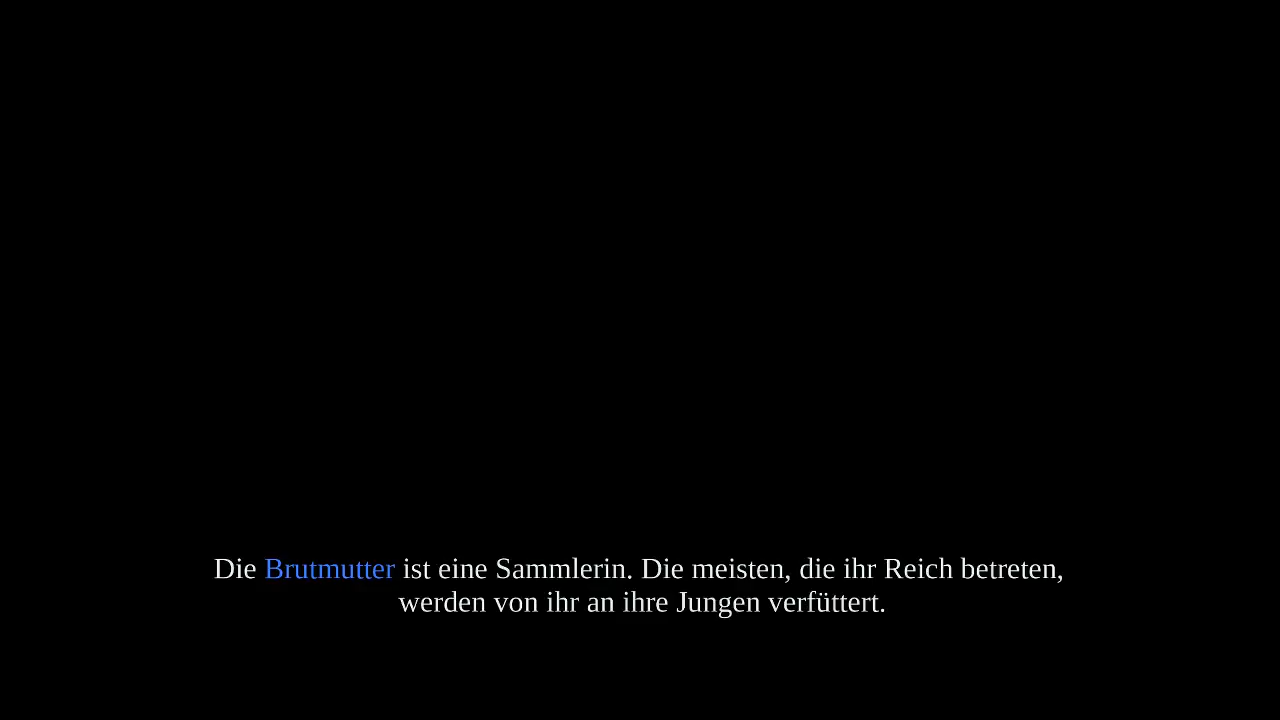 Die Brutmutter ist eine Sammlerin. Die meisten, die ihr Reich betreten,
werden von ihr an ihre Jungen verfüttert.